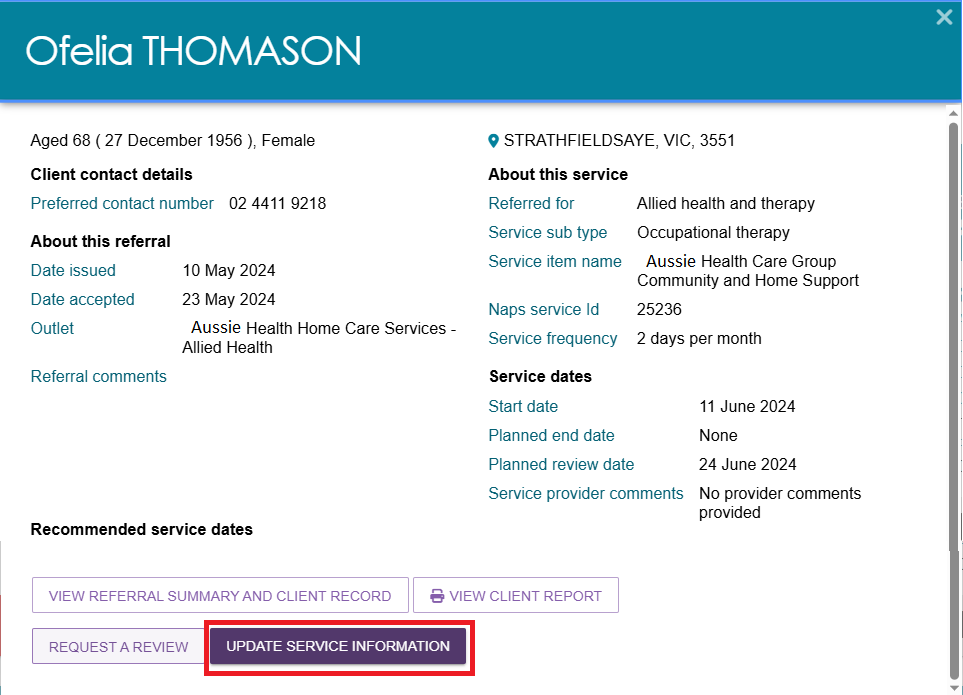 Ofelia THOMASON
Aged 68 ( 27 December 1956 ), Female
Client contact details
Preferred contact number 02 4411 9218
About this referral
Date issued 10 May 2024
Date accepted 23 May 2024
Outlet Aussie Health Home Care Services -
Allied Health
Referral comments
STRATHFIELDSAYE, VIC, 3551
About this service
Referred for Allied health and therapy
Service sub type Occupational therapy
Service item name Aussie Health Care Group
Community and Home Support
Naps service Id 25236
Service frequency 2 days per month
Service dates
Start date 11 June 2024
Planned end date None
Planned review date 24 June 2024
Service provider comments No provider comments
provided
Recommended service dates
VIEW REFERRAL SUMMARY AND CLIENT RECORD
VIEW CLIENT REPORT
REQUEST A REVIEW
UPDATE SERVICE INFORMATION